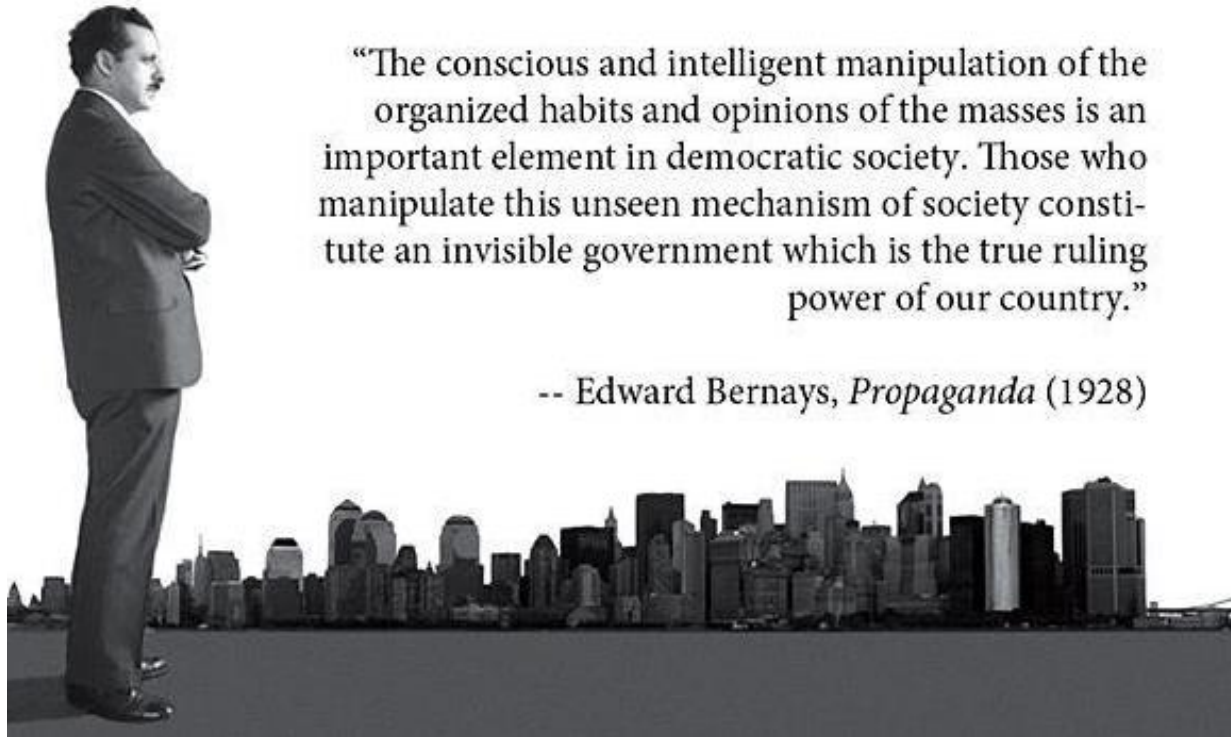 “The conscious and intelligent manipulation of the
organized habits and opinions of the masses is an
important element in democratic society. Those who
manipulate this unseen mechanism of society consti-
tute an invisible government which is the true ruling
power of our country.”
-- Edward Bernays, Propaganda (1928)